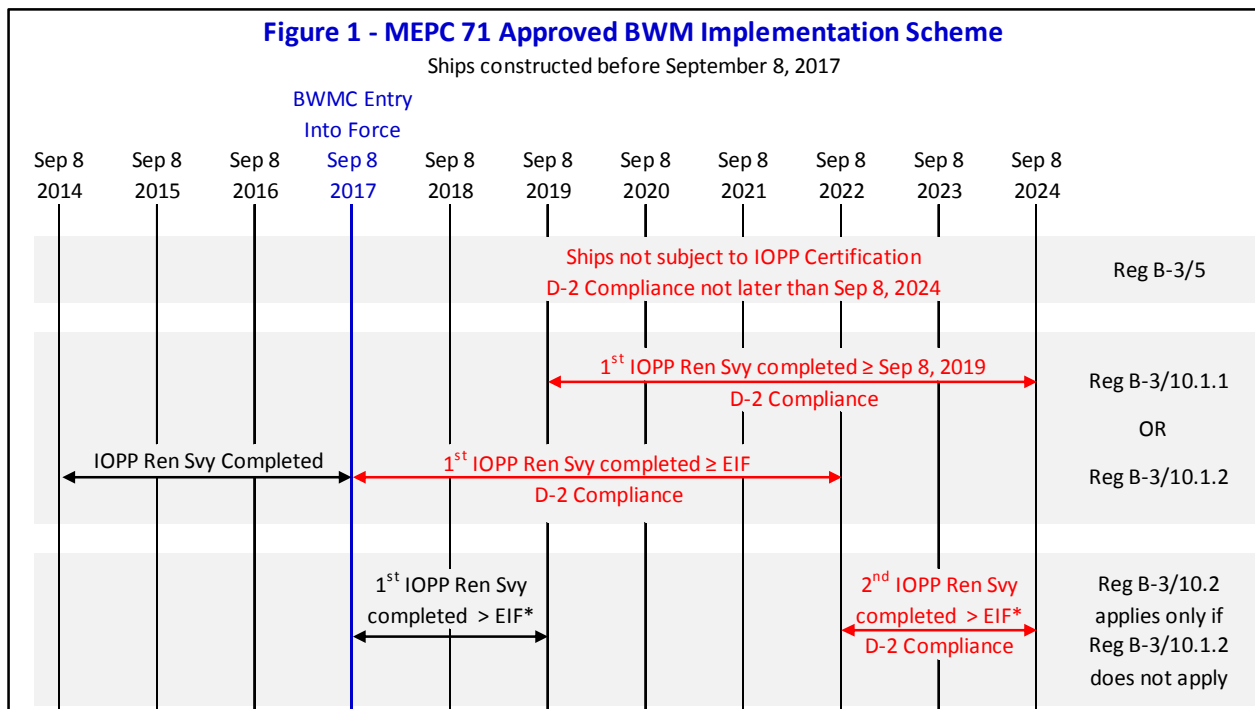 Figure 1 - MEPC 71 Approved BWM Implementation Scheme
Ships constructed before September 8, 2017
BWMC Entry
Into Force
Sep 8 Sep 8 Sep 8 Sep 8 Sep 8 Sep 8 Sep 8 Sep 8 Sep 8 Sep 8 Sep 8
2014 2015 2016 2017 2018 2019 2020 2021 2022 2023 2024
Ships not subject to IOPP Certification
D-2 Compliance not later than Sep 8, 2024
Reg B-3/5
1st IOPP Ren Svy completed ≥ Sep 8, 2019
D-2 Compliance
Reg B-3/10.1.1
OR
IOPP Ren Svy Completed
1st IOPP Ren Svy completed ≥ EIF
D-2 Compliance
Reg B-3/10.1.2
1st IOPP Ren Svy
completed > EIF*
2nd IOPP Ren Svy
completed > EIF*
D-2 Compliance
Reg B-3/10.2
applies only if
Reg B-3/10.1.2
does not apply